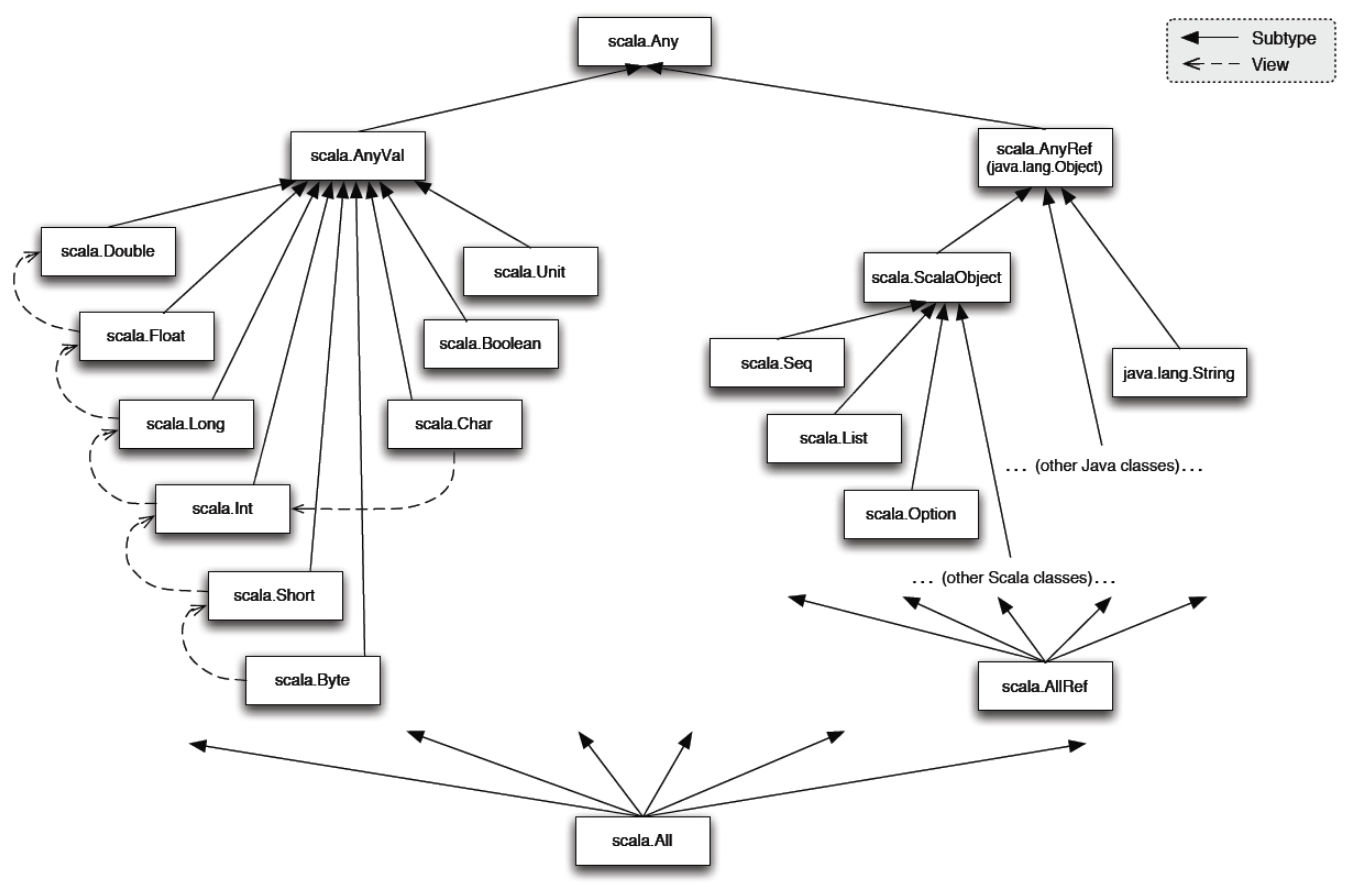 scala.Any
Subtype
View
scala.AnyVal
scala.AnyRef
(java.lang.Object)
scala.Double
scala.Unit
scala.ScalaObject
scala.Float
scala.Boolean
scala.Seq
java.lang.String
scala.Long
scala.Char
scala.List
... (other Java classes)...
scala.Int
scala.Option
... (other Scala classes)...
scala.Short
scala.Byte
scala.AllRef
scala.All